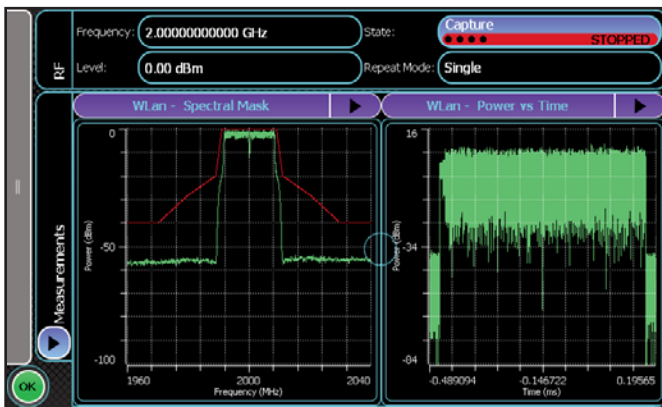 RF
Frequency: 2.00000000000 GHz
State: Capture
STOPPED
Level: 0.00 dBm
Repeat Mode: Single
Measurements
WLan - Spectral Mask
WLan - Power vs Time
0
-50
-100
Power (dBm)
1960 2000 2040
Frequency (MHz)
16
-34
-84
Power (dBm)
-0.489094 -0.146722 0.19565
Time (ms)
OK